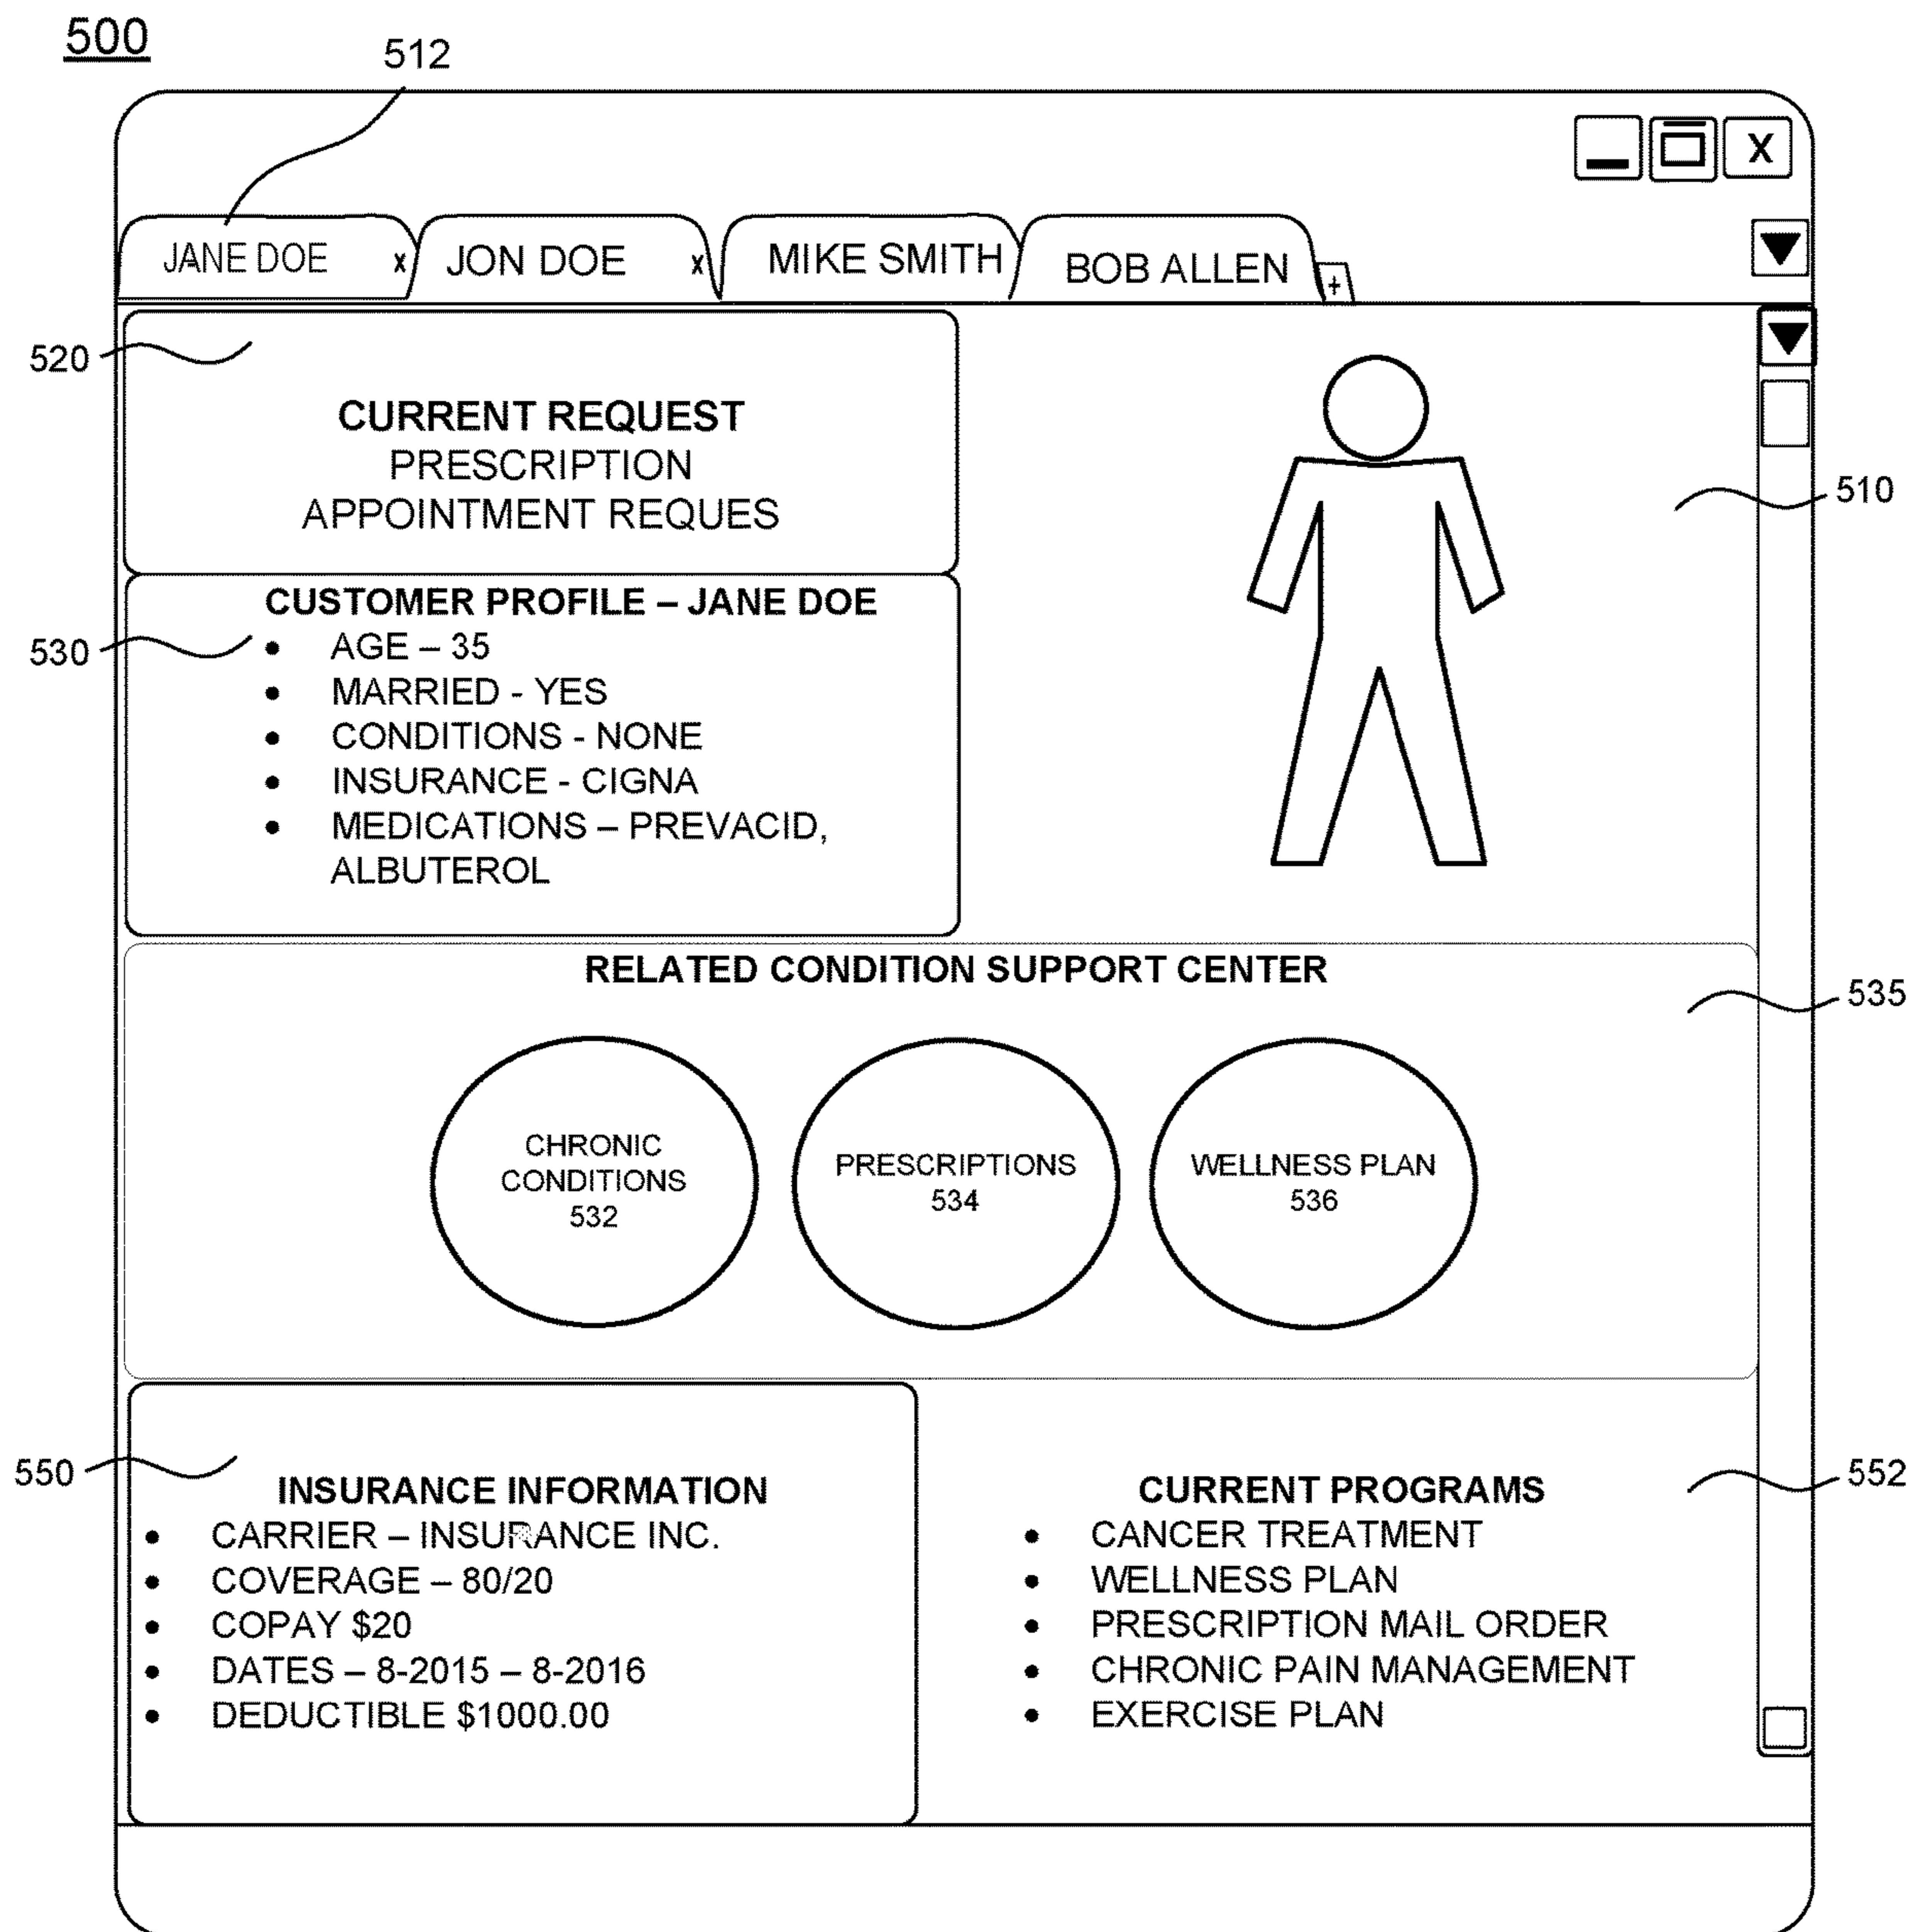 500
512
X
JANE DOE x JON DOE x MIKE SMITH BOB ALLEN +
520
CURRENT REQUEST
PRESCRIPTION
APPOINTMENT REQUES
510
CUSTOMER PROFILE – JANE DOE
530
• AGE – 35
• MARRIED - YES
• CONDITIONS - NONE
• INSURANCE - CIGNA
• MEDICATIONS – PREVACID,
ALBUTEROL
RELATED CONDITION SUPPORT CENTER
535
CHRONIC
CONDITIONS
532
PRESCRIPTIONS
534
WELLNESS PLAN
536
550
INSURANCE INFORMATION
• CARRIER – INSURANCE INC.
• COVERAGE – 80/20
• COPAY $20
• DATES – 8-2015 – 8-2016
• DEDUCTIBLE $1000.00
552
CURRENT PROGRAMS
• CANCER TREATMENT
• WELLNESS PLAN
• PRESCRIPTION MAIL ORDER
• CHRONIC PAIN MANAGEMENT
• EXERCISE PLAN